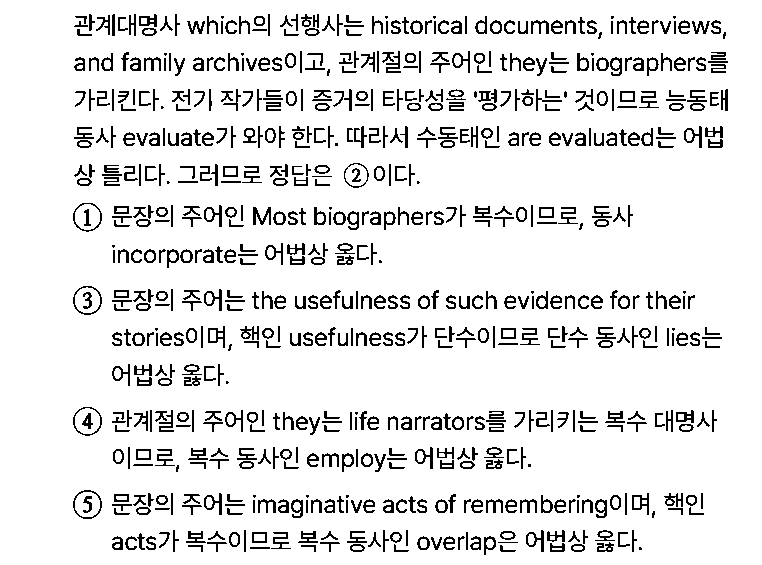 관계대명사 which의 선행사는 historical documents, interviews,
and family archives이고, 관계절의 주어인 they는 biographers를
가리킨다. 전기 작가들이 증거의 타당성을 '평가하는' 것이므로 능동태
동사 evaluate가 와야 한다. 따라서 수동태인 are evaluated는 어법
상 틀리다. 그러므로 정답은 ②이다.
① 문장의 주어인 Most biographers가 복수이므로, 동사
incorporate는 어법상 옳다.
③ 문장의 주어는 the usefulness of such evidence for their
stories이며, 핵인 usefulness가 단수이므로 단수 동사인 lies는
어법상 옳다.
④ 관계절의 주어인 they는 life narrators를 가리키는 복수 대명사
이므로, 복수 동사인 employ는 어법상 옳다.
⑤ 문장의 주어는 imaginative acts of remembering이며, 핵인
acts가 복수이므로 복수 동사인 overlap은 어법상 옳다.